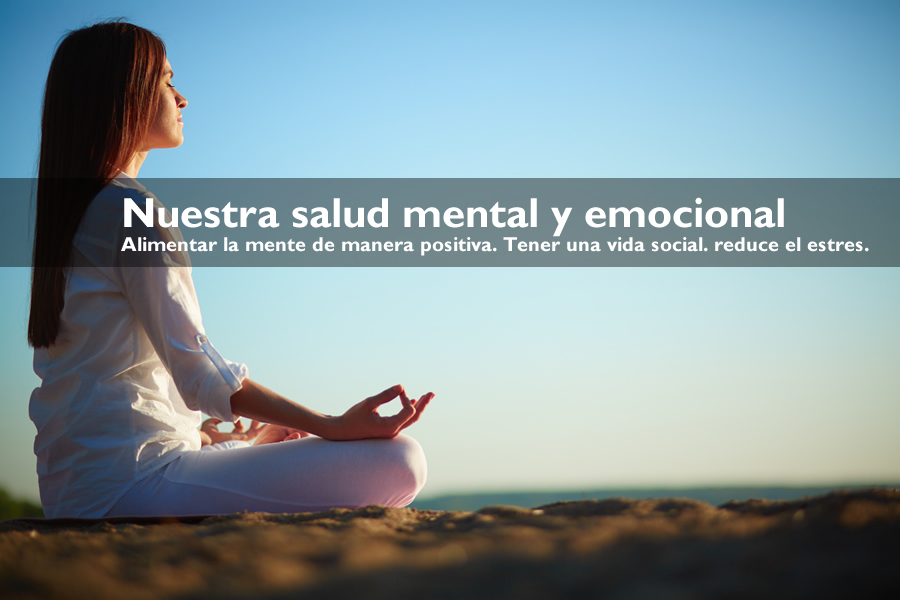 Nuestra salud mental y emocional
Alimentar la mente de manera positiva. Tener una vida social. reduce el estres.